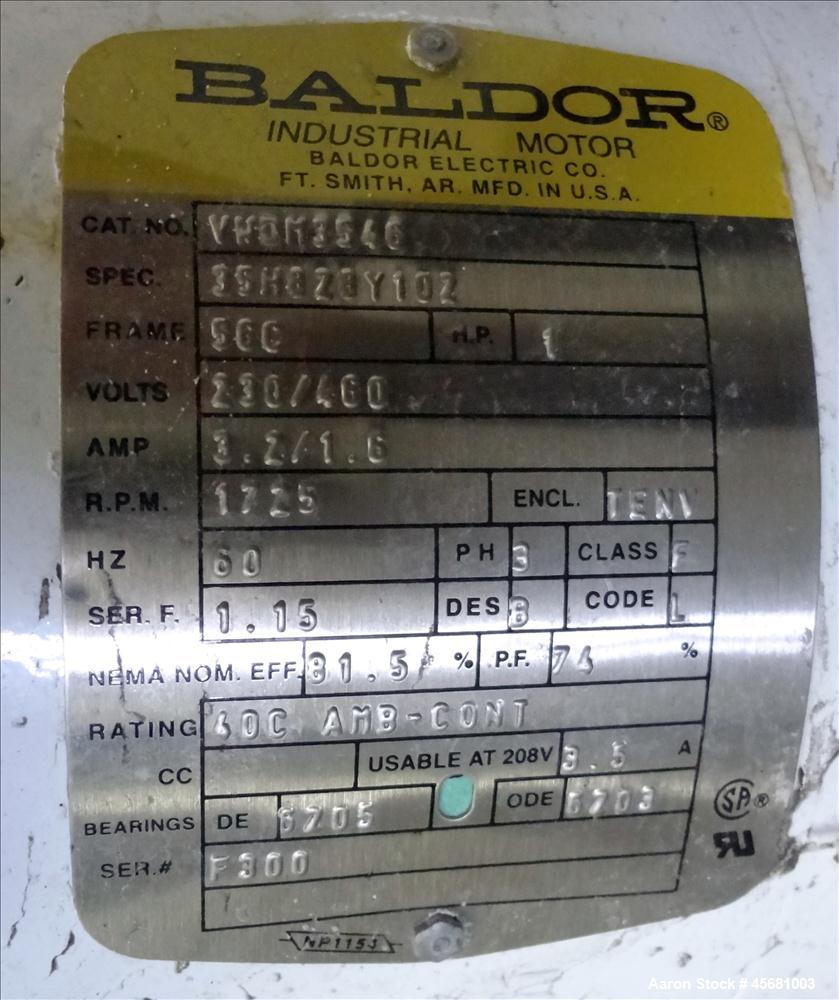 BALDOR®
INDUSTRIAL MOTOR
BALDOR ELECTRIC CO.
FT. SMITH, AR. MFD. IN U.S.A.
CAT. NO. VWDM3546
SPEC. 35H828Y102
FRAME 56C H.P. 1
VOLTS 230/460
AMP 3.2/1.6
R.P.M. 1725 ENCL. TENV
HZ 60 PH 3 CLASS F
SER. F. 1.15 DES B CODE L
NEMA NOM. EFF. 81.5 % P.F. 74 %
RATING 40C AMB-CONT
CC USABLE AT 208V 3.5 A
BEARINGS DE 6205 ODE 6203
SER.# F300
SA®
RU
Aaron Stock # 45681003